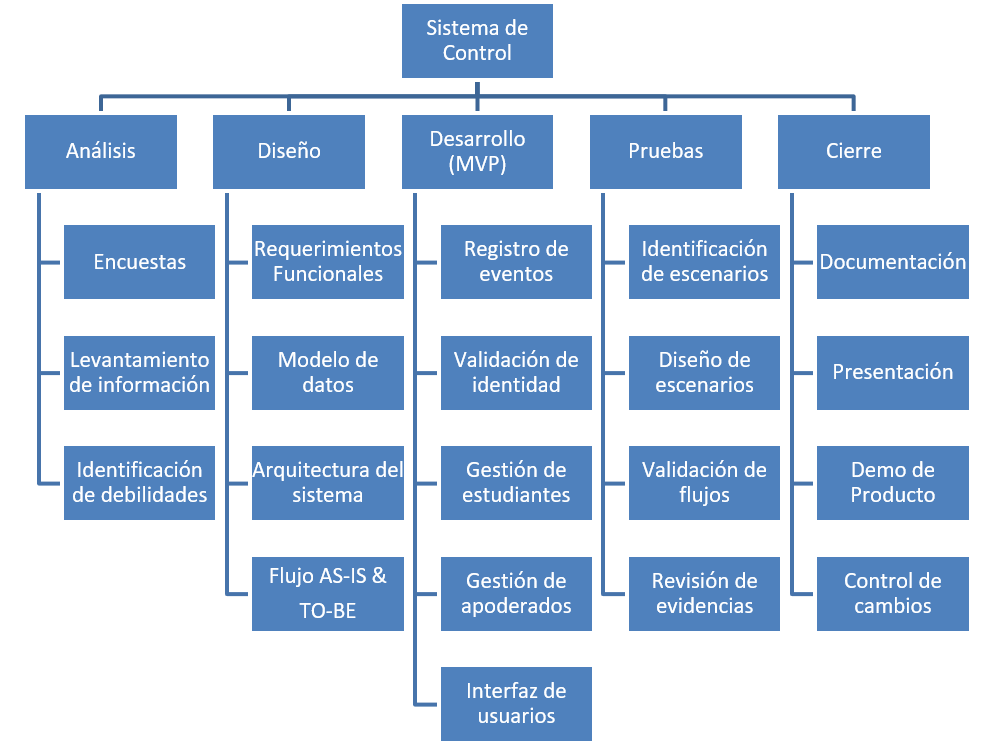 Sistema de
Control
Análisis
Encuestas
Levantamiento
de información
Identificación
de debilidades
Diseño
Requerimientos
Funcionales
Modelo de
datos
Arquitectura del
sistema
Flujo AS-IS &
TO-BE
Desarrollo
(MVP)
Registro de
eventos
Validación de
identidad
Gestión de
estudiantes
Gestión de
apoderados
Interfaz de
usuarios
Pruebas
Identificación
de escenarios
Diseño de
escenarios
Validación de
flujos
Revisión de
evidencias
Cierre
Documentación
Presentación
Demo de
Producto
Control de
cambios